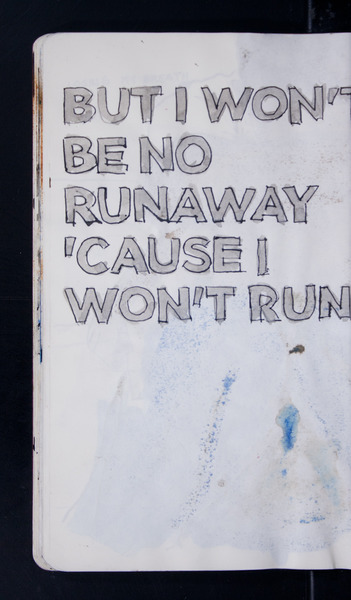 BUT I WON'T
BE NO
RUNAWAY
'CAUSE I
WON'T RUN